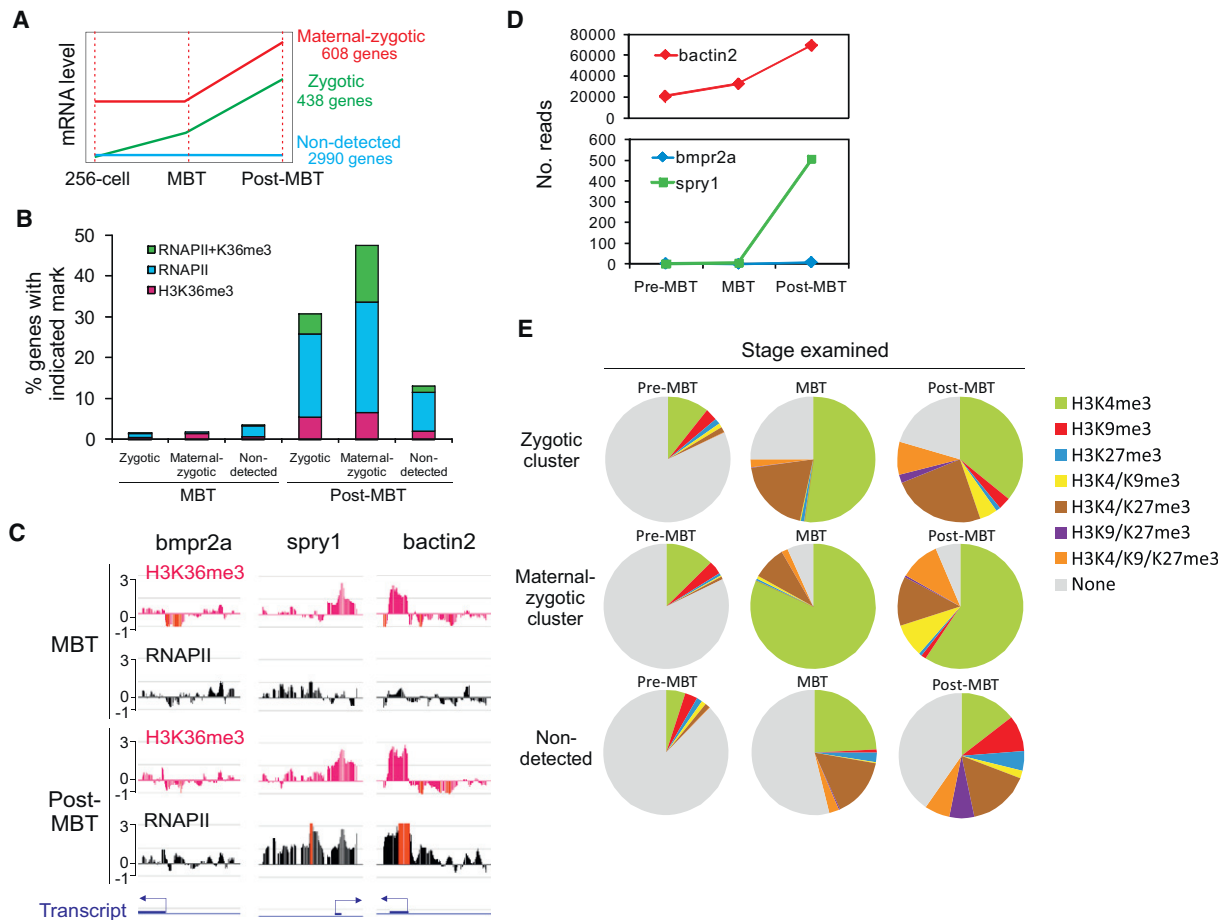 A
mRNA level
Maternal-zygotic
608 genes
Zygotic
438 genes
Non-detected
2990 genes
256-cell MBT Post-MBT
B
% genes with
indicated mark
50
40
30
20
10
0
RNAPII+K36me3
RNAPII
H3K36me3
Zygotic Maternal-zygotic Non-detected Zygotic Maternal-zygotic Non-detected
MBT Post-MBT
C
bmpr2a spry1 bactin2
MBT
H3K36me3
3
0
-1
RNAPII
3
0
-1
Post-
MBT
H3K36me3
3
0
-1
RNAPII
3
0
-1
Transcript
D
No. reads
80000
60000
40000
20000
0
bactin2
600
500
400
300
200
100
0
bmpr2a
spry1
Pre-MBT MBT Post-MBT
E
Stage examined
Pre-MBT MBT Post-MBT
Zygotic
cluster
Pre-MBT MBT Post-MBT
Maternal-
zygotic
cluster
Pre-MBT MBT Post-MBT
Non-
detected
H3K4me3
H3K9me3
H3K27me3
H3K4/K9me3
H3K4/K27me3
H3K9/K27me3
H3K4/K9/K27me3
None